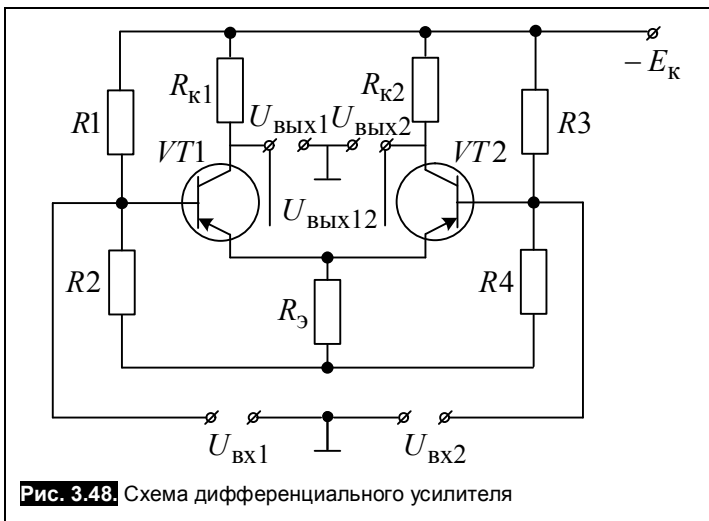 – Eк
Rк1
Rк2
R1
Uвых1
Uвых2
R3
VT1
VT2
Uвых12
R2
R4
Rэ
Uвх1
Uвх2
Рис. 3.48. Схема дифференциального усилителя